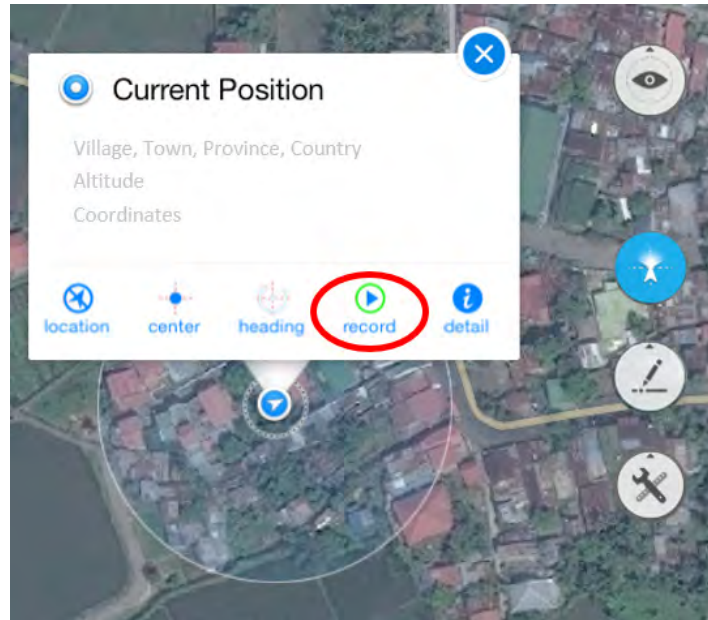 Current Position
Village, Town, Province, Country
Altitude
Coordinates
location center heading record detail